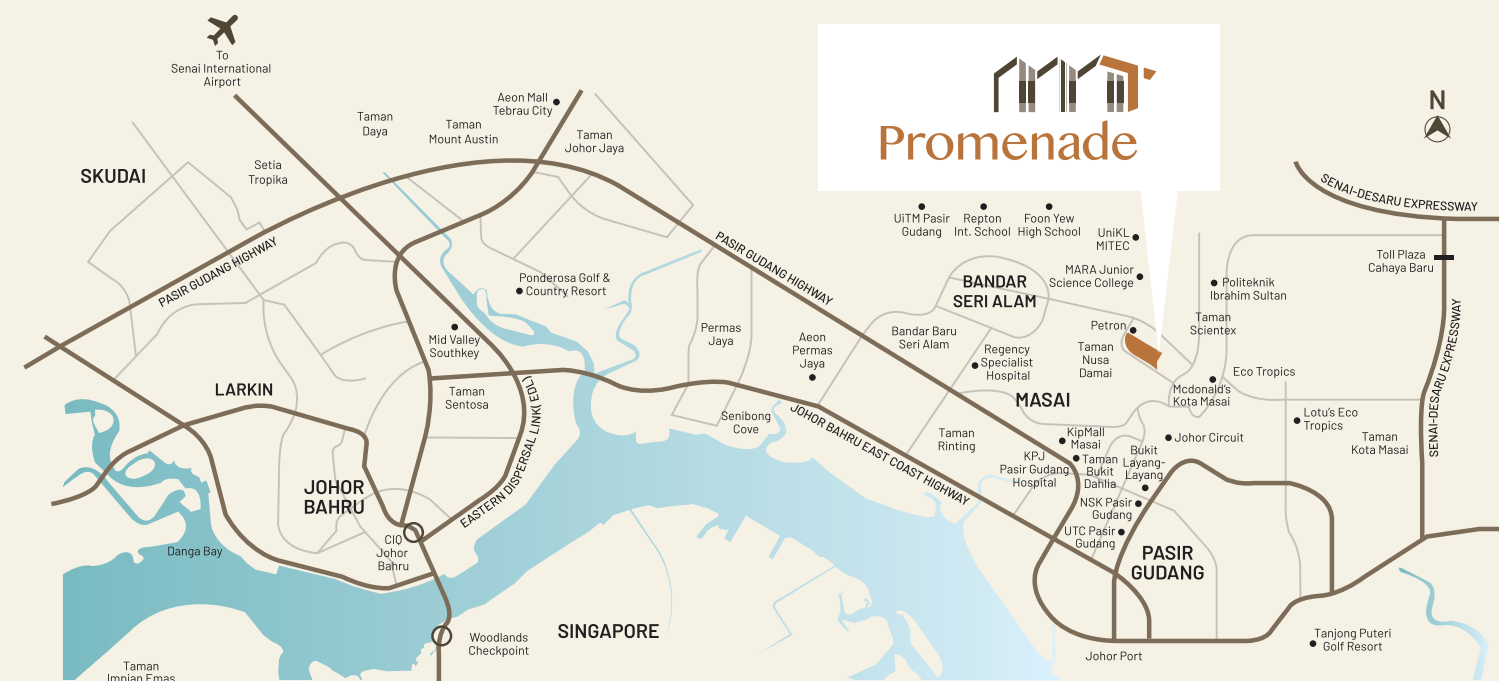 To
Senai International
Airport
SKUDAI
Setia
Tropika
Taman
Daya
Taman
Mount Austin
Aeon Mall
Tebrau City
Taman
Johor Jaya
PASIR GUDANG HIGHWAY
Ponderosa Golf &
Country Resort
Mid Valley
Southkey
LARKIN
Taman
Sentosa
EASTERN DISPERSAL LINK( EDL)
JOHOR
BAHRU
CIQ
Johor
Bahru
Danga Bay
Woodlands
Checkpoint
SINGAPORE
Taman
Impian Emas
Permas
Jaya
Senibong
Cove
Aeon
Permas
Jaya
PASIR GUDANG HIGHWAY
JOHOR BAHRU EAST COAST HIGHWAY
Promenade
N
UiTM Pasir
Gudang
Repton
Int. School
Foon Yew
High School
UniKL
MITEC
MARA Junior
Science College
BANDAR
SERI ALAM
Bandar Baru
Seri Alam
Regency
Specialist
Hospital
Petron
Taman
Nusa
Damai
Politeknik
Ibrahim Sultan
Taman
Scientex
Eco Tropics
Mcdonald's
Kota Masai
MASAI
Taman
Rinting
KipMall
Masai
KPJ
Pasir Gudang
Hospital
Taman
Bukit
Dahlia
Bukit
Layang-
Layang
Johor Circuit
NSK Pasir
Gudang
UTC Pasir
Gudang
PASIR
GUDANG
Johor Port
Lotu's Eco
Tropics
Taman
Kota Masai
Tanjong Puteri
Golf Resort
SENAI-DESARU EXPRESSWAY
Toll Plaza
Cahaya Baru
SENAI-DESARU EXPRESSWAY